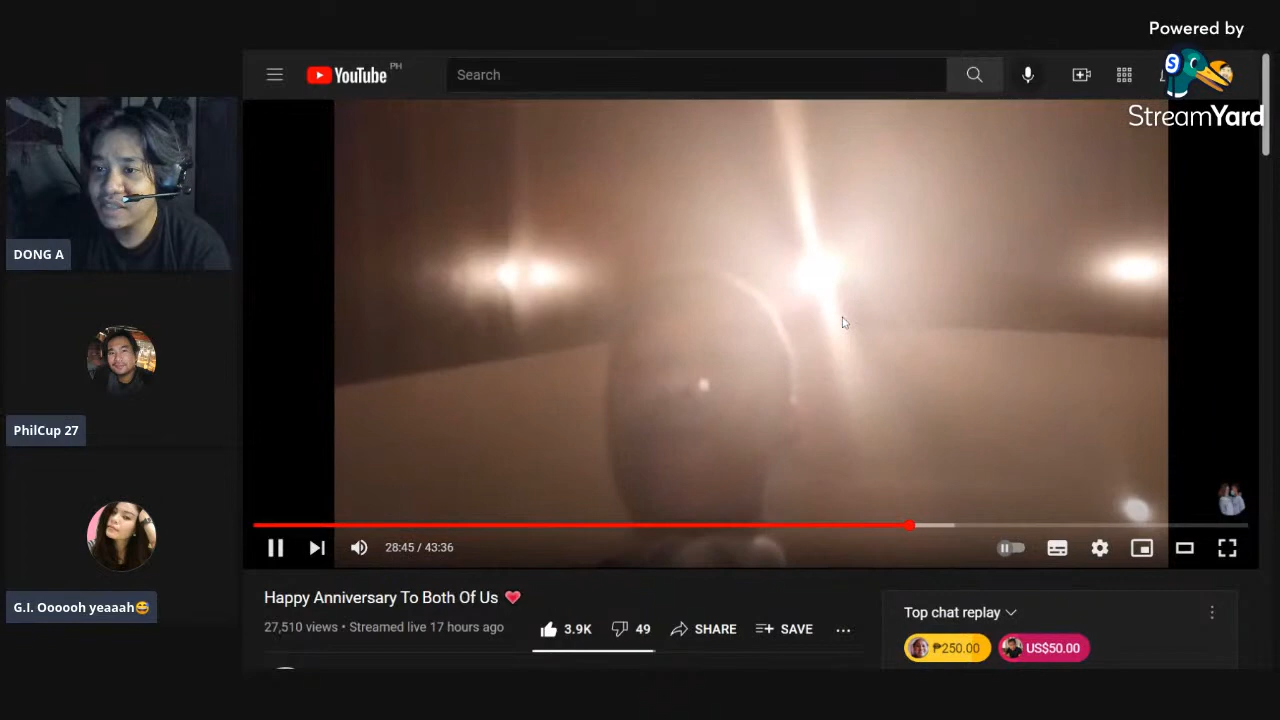 Powered by
StreamYard
YouTube PH
Search
DONG A
PhilCup 27
G.I. Oooooh yeaaah😅
28:45 / 43:36
Happy Anniversary To Both Of Us ❤️
27,510 views • Streamed live 17 hours ago
3.9K
49
SHARE
SAVE
Top chat replay
₱250.00
US$50.00